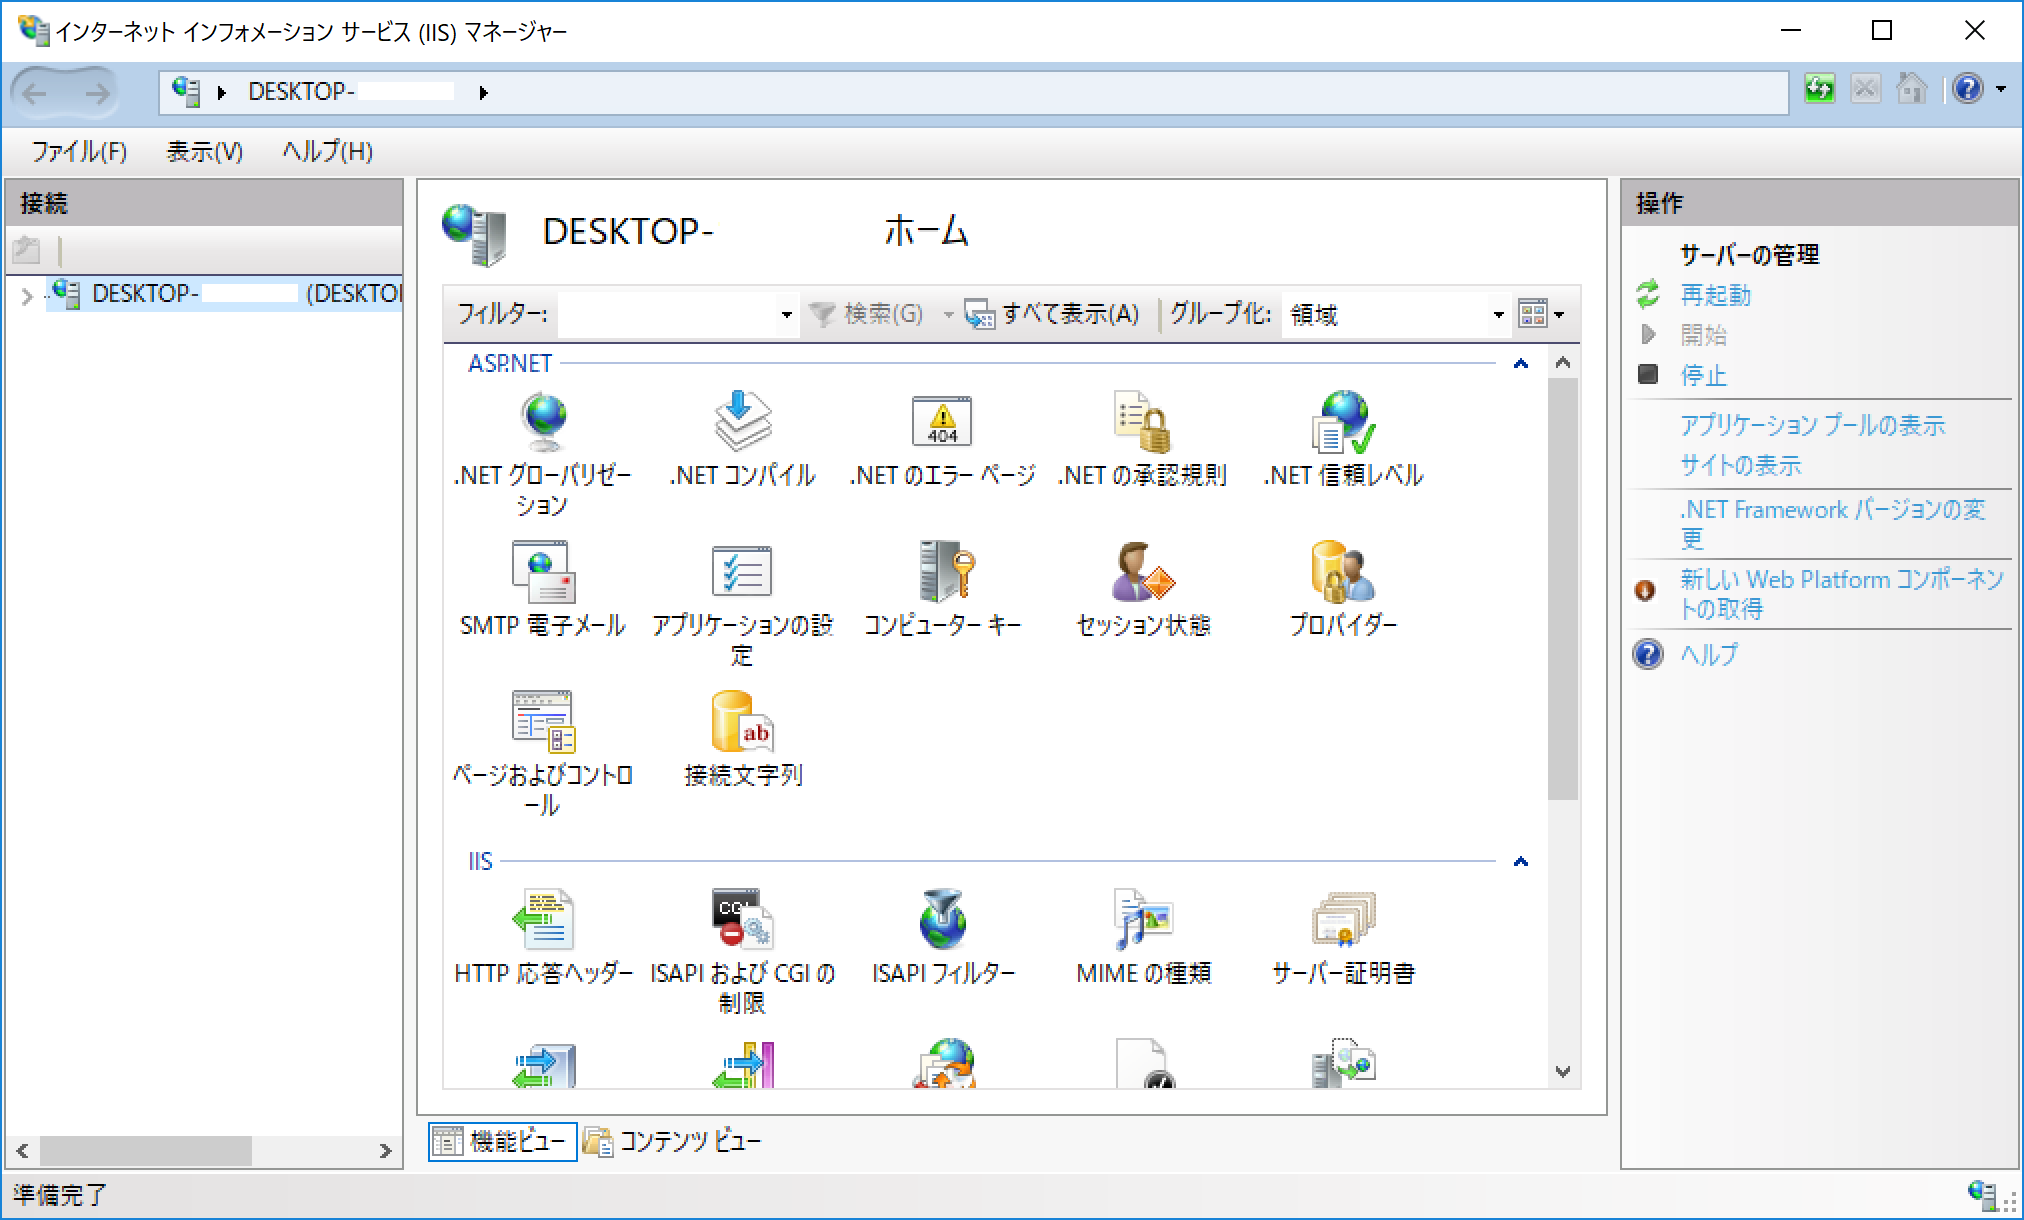 インターネット インフォメーション サービス (IIS) マネージャー
DESKTOP-
ファイル(F) 表示(V) ヘルプ(H)
接続
DESKTOP- (DESKTO
DESKTOP- ホーム
フィルター: 検索(G) すべて表示(A) グループ化: 領域
ASP.NET
.NET グローバリゼー
ション
.NET コンパイル
404
.NET のエラー ページ
.NET の承認規則
.NET 信頼レベル
SMTP 電子メール
アプリケーションの設
定
コンピューター キー
セッション状態
プロバイダー
ページおよびコントロ
ール
ab
接続文字列
IIS
HTTP 応答ヘッダー
CGI
ISAPI および CGI の
制限
ISAPI フィルター
MIME の種類
サーバー証明書
機能ビュー コンテンツ ビュー
操作
サーバーの管理
再起動
開始
停止
アプリケーション プールの表示
サイトの表示
.NET Framework バージョンの変
更
新しい Web Platform コンポーネン
トの取得
ヘルプ
準備完了